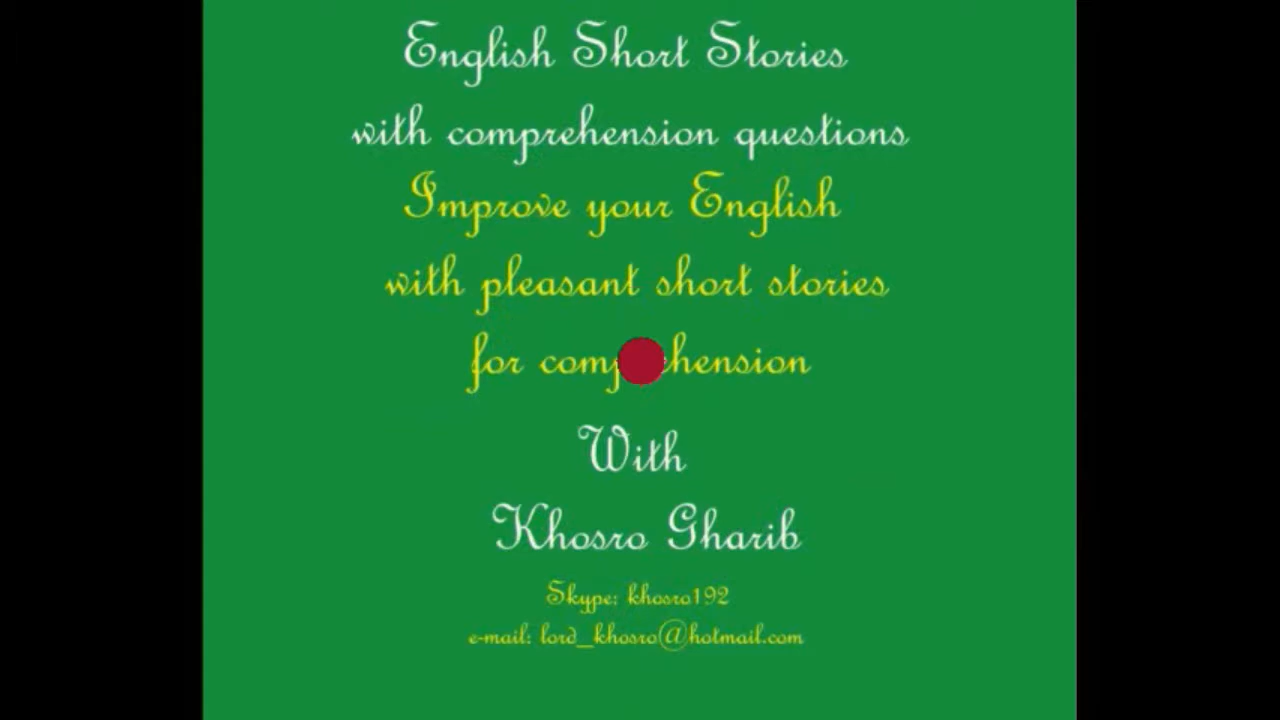 English Short Stories
with comprehension questions
Improve your English
with pleasant short stories
for
With
Khosro Gharib
Skype: khosro192
e-mail: lord_khosro@hotmail.com